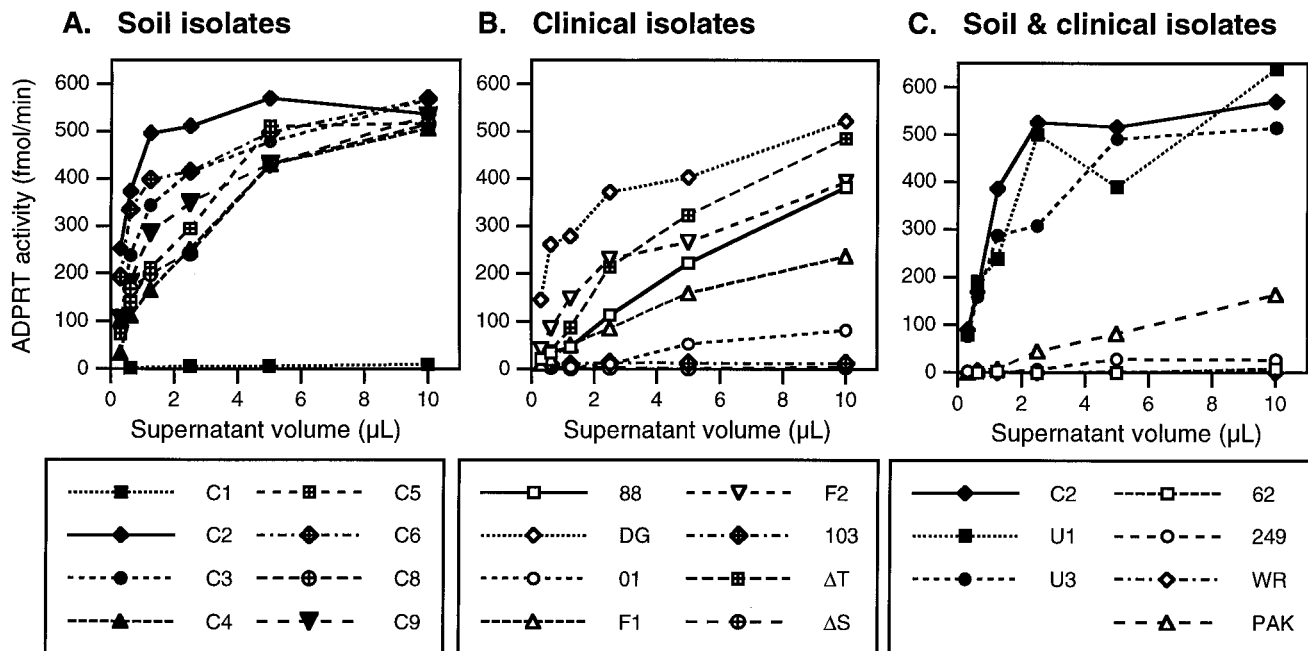 A. Soil isolates
B. Clinical isolates
C. Soil & clinical isolates
ADPRT activity (fmol/min)
600
500
400
300
200
100
0
0 2 4 6 8 10
Supernatant volume (µL)
600
500
400
300
200
100
0
0 2 4 6 8 10
Supernatant volume (µL)
600
500
400
300
200
100
0
0 2 4 6 8 10
Supernatant volume (µL)
C1 C5
C2 C6
C3 C8
C4 C9
88 F2
DG 103
01 ΔT
F1 ΔS
C2 62
U1 249
U3 WR
PAK